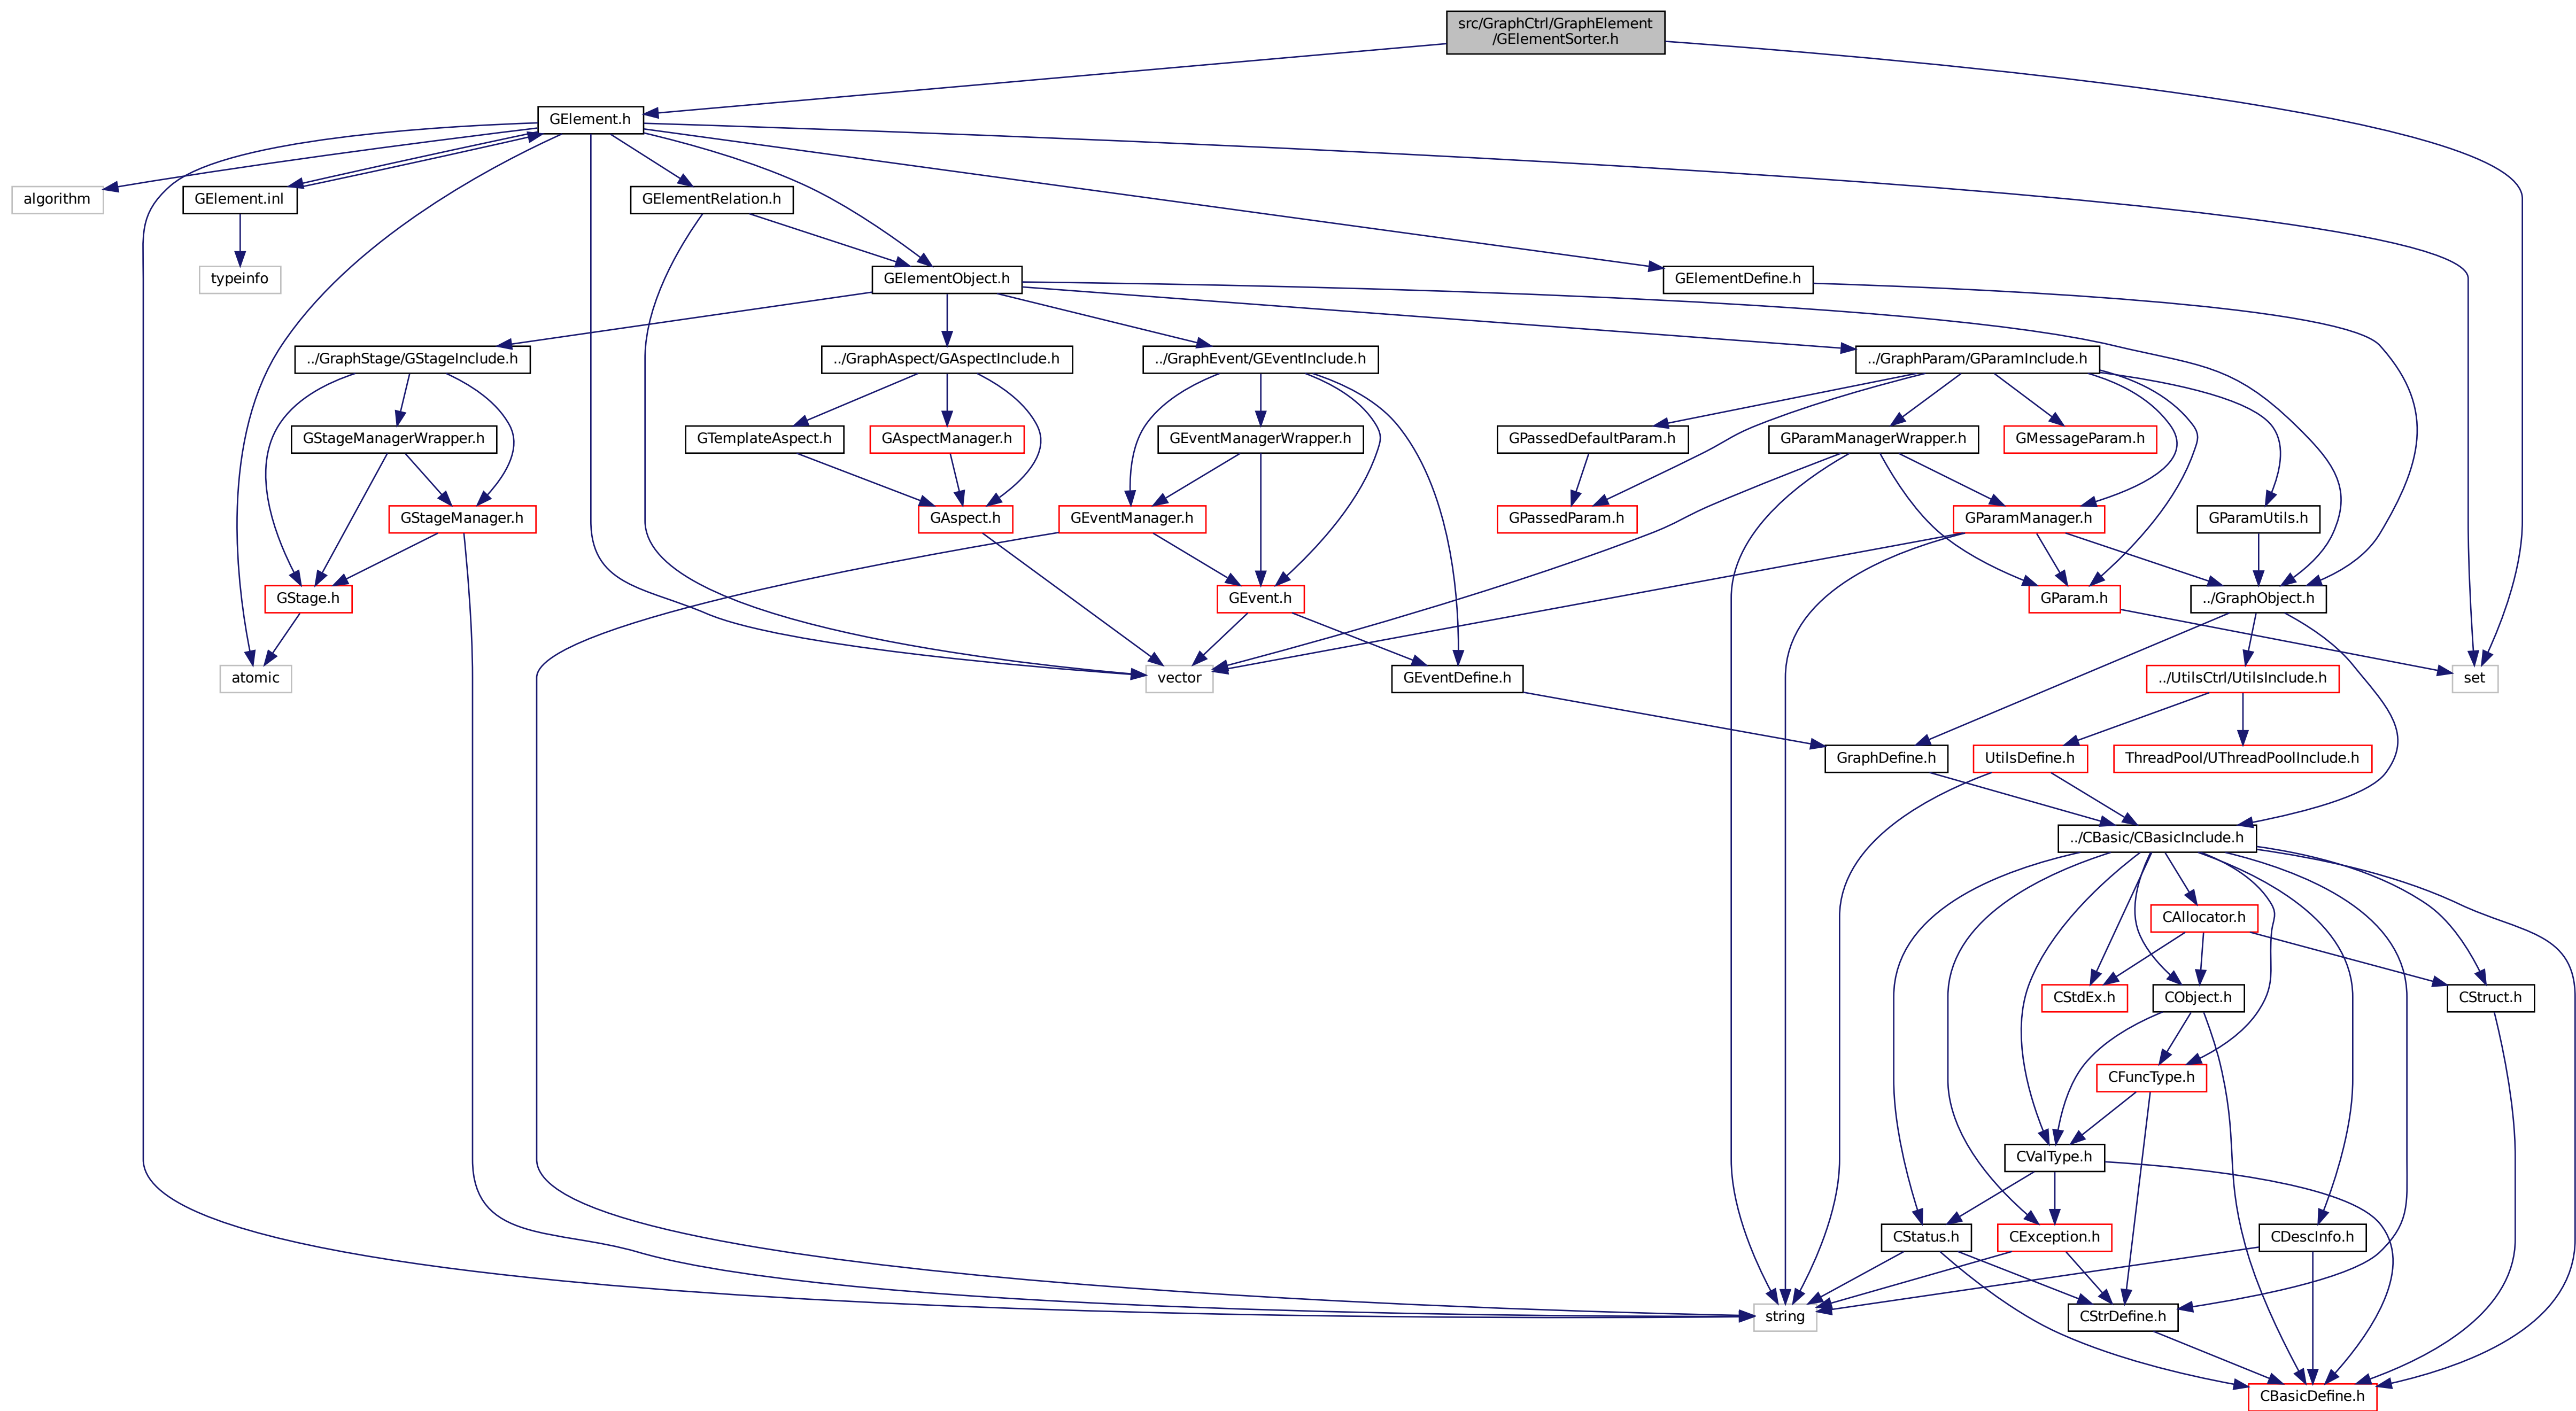 src/GraphCtrl/GraphElement
/GElementSorter.h
GElement.h
algorithm
GElement.inl
GElementRelation.h
typeinfo
GElementObject.h
GElementDefine.h
../GraphStage/GStageInclude.h
../GraphAspect/GAspectInclude.h
../GraphEvent/GEventInclude.h
../GraphParam/GParamInclude.h
GStageManagerWrapper.h
GTemplateAspect.h
GAspectManager.h
GEventManagerWrapper.h
GPassedDefaultParam.h
GParamManagerWrapper.h
GMessageParam.h
GStageManager.h
GAspect.h
GEventManager.h
GPassedParam.h
GParamManager.h
GParamUtils.h
GStage.h
GEvent.h
GParam.h
../GraphObject.h
atomic
vector
GEventDefine.h
../UtilsCtrl/UtilsInclude.h
set
GraphDefine.h
UtilsDefine.h
ThreadPool/UThreadPoolInclude.h
../CBasic/CBasicInclude.h
CAllocator.h
CStdEx.h
CObject.h
CStruct.h
CFuncType.h
CValType.h
CStatus.h
CException.h
CDescInfo.h
string
CStrDefine.h
CBasicDefine.h